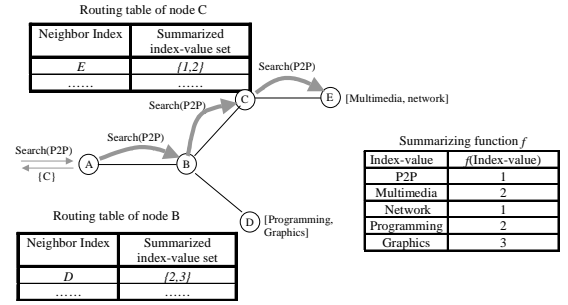 Routing table of node C
Neighbor Index
Summarized
index-value set
E
{1,2}
……
……
Search(P2P)
Search(P2P)
C
E
[Multimedia, network]
Search(P2P)
Search(P2P)
{C}
A
B
D
[Programming,
Graphics]
Routing table of node B
Neighbor Index
Summarized
index-value set
D
{2,3}
……
……
Summarizing function f
Index-value
f(Index-value)
P2P
1
Multimedia
2
Network
1
Programming
2
Graphics
3